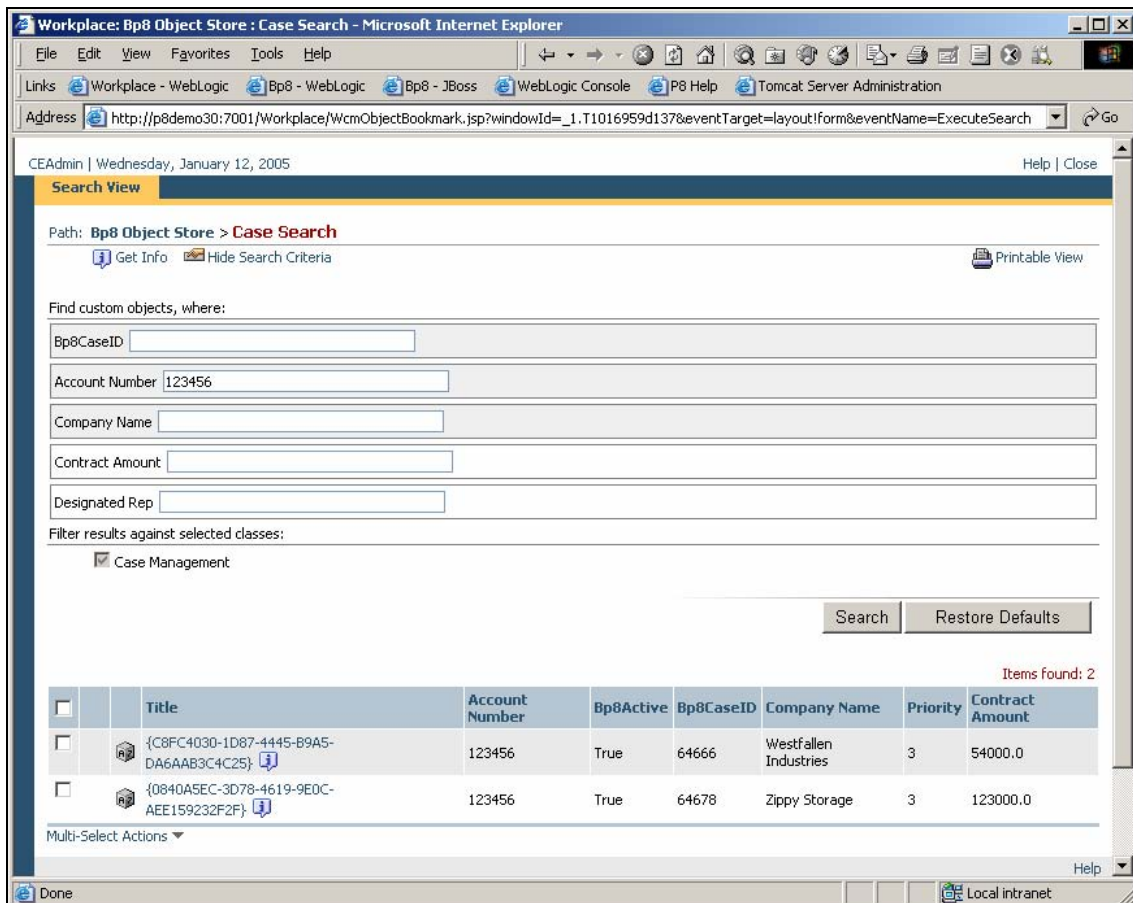 Workplace: Bp8 Object Store : Case Search - Microsoft Internet Explorer
File Edit View Favorites Tools Help
Links Workplace - WebLogic Bp8 - WebLogic Bp8 - JBoss WebLogic Console P8 Help Tomcat Server Administration
Address http://p8demo30:7001/Workplace/WcmObjectBookmark.jsp?windowId=_1.T1016959d137&eventTarget=layout!form&eventName=ExecuteSearch Go
CEAdmin | Wednesday, January 12, 2005 Help | Close
Search View
Path: Bp8 Object Store > Case Search
Get Info Hide Search Criteria Printable View
Find custom objects, where:
Bp8CaseID
Account Number 123456
Company Name
Contract Amount
Designated Rep
Filter results against selected classes:
Case Management
Search Restore Defaults
Items found: 2
Title Account Number Bp8Active Bp8CaseID Company Name Priority Contract Amount
{C8FC4030-1D87-4445-B9A5-
DA6AAB3C4C25} 123456 True 64666 Westfallen Industries 3 54000.0
{0840A5EC-3D78-4619-9E0C-
AEE159232F2F} 123456 True 64678 Zippy Storage 3 123000.0
Multi-Select Actions
Help
Done Local intranet